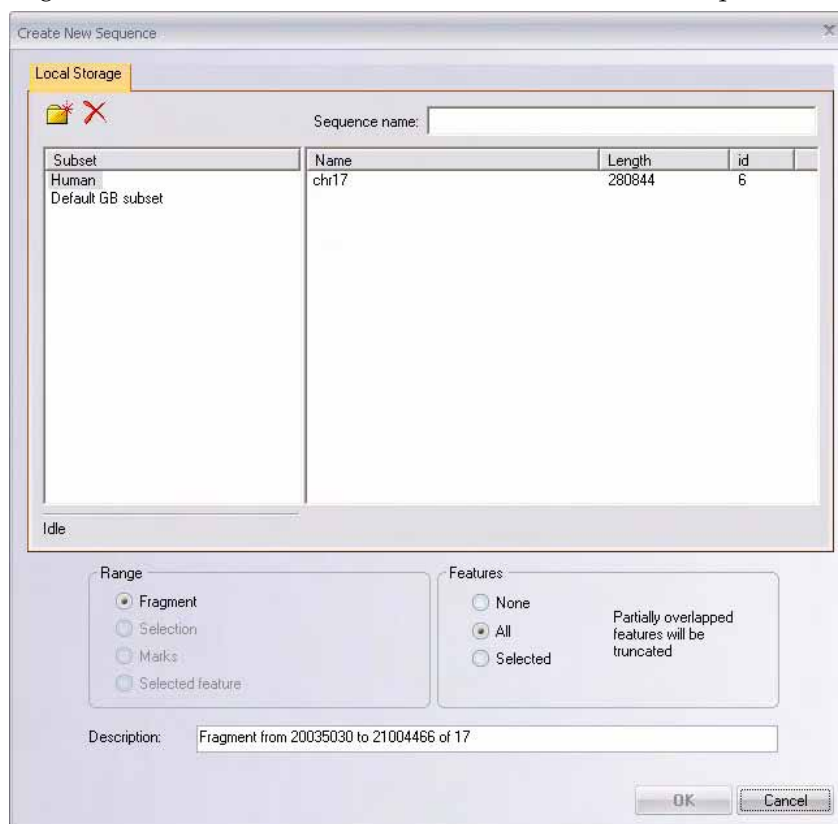 Create New Sequence
Local Storage
Sequence name:
Subset
Name Length id
Human
chr17 280844 6
Default GB subset
Idle
Range
Fragment
Selection
Marks
Selected feature
Features
None
All
Selected
Partially overlapped
features will be
truncated
Description: Fragment from 20035030 to 21004466 of 17
OK Cancel